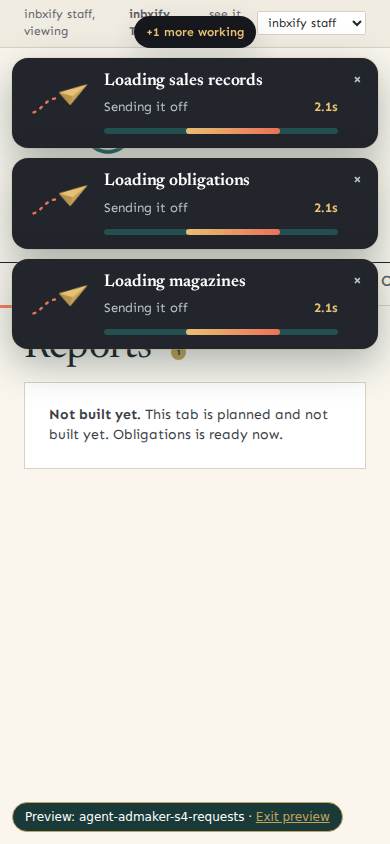 inbxify staff,
viewing
inbxify
see it
inbxify staff
+1 more working
Loading sales records
×
Sending it off
2.1s
Loading obligations
×
Sending it off
2.1s
Loading magazines
×
Sending it off
2.1s
Reports
Not built yet. This tab is planned and not
built yet. Obligations is ready now.
Preview: agent-admaker-s4-requests · Exit preview